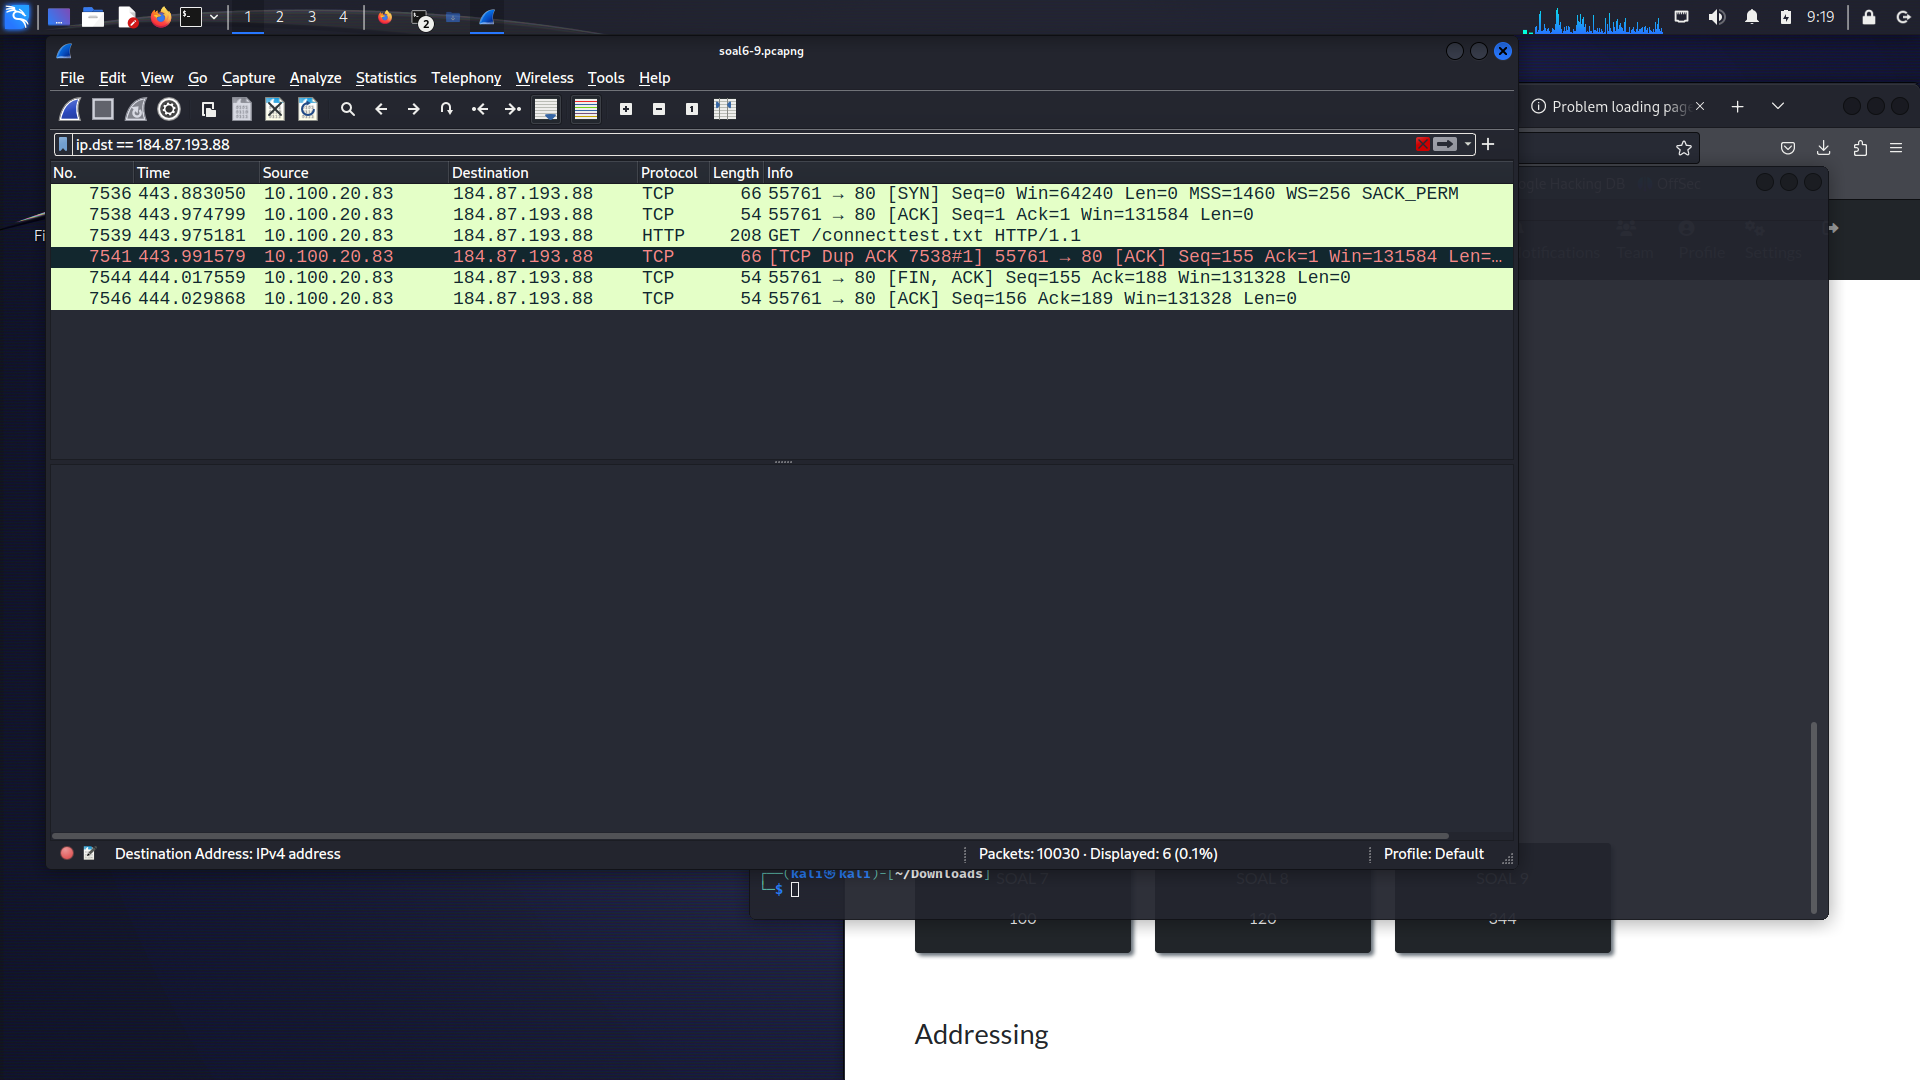 1 2 3 4 2 9:19
soal6-9.pcapng
File Edit View Go Capture Analyze Statistics Telephony Wireless Tools Help
Problem loading pag
ip.dst == 184.87.193.88
No. Time Source Destination Protocol Length Info
7536 443.883050 10.100.20.83 184.87.193.88 TCP 66 55761 → 80 [SYN] Seq=0 Win=64240 Len=0 MSS=1460 WS=256 SACK_PERM
7538 443.974799 10.100.20.83 184.87.193.88 TCP 54 55761 → 80 [ACK] Seq=1 Ack=1 Win=131584 Len=0
7539 443.975181 10.100.20.83 184.87.193.88 HTTP 208 GET /connecttest.txt HTTP/1.1
7541 443.991579 10.100.20.83 184.87.193.88 TCP 66 [TCP Dup ACK 7538#1] 55761 → 80 [ACK] Seq=155 Ack=1 Win=131584 Len=…
7544 444.017559 10.100.20.83 184.87.193.88 TCP 54 55761 → 80 [FIN, ACK] Seq=155 Ack=188 Win=131328 Len=0
7546 444.029868 10.100.20.83 184.87.193.88 TCP 54 55761 → 80 [ACK] Seq=156 Ack=189 Win=131328 Len=0
Hacking DB OffSec
Team Profile Settings
Fi
Destination Address: IPv4 address Packets: 10030 · Displayed: 6 (0.1%) Profile: Default
(kali㉿kali)-[~/Downloads]
$
SOAL 7 SOAL 8 SOAL 9
100 120 344
Addressing